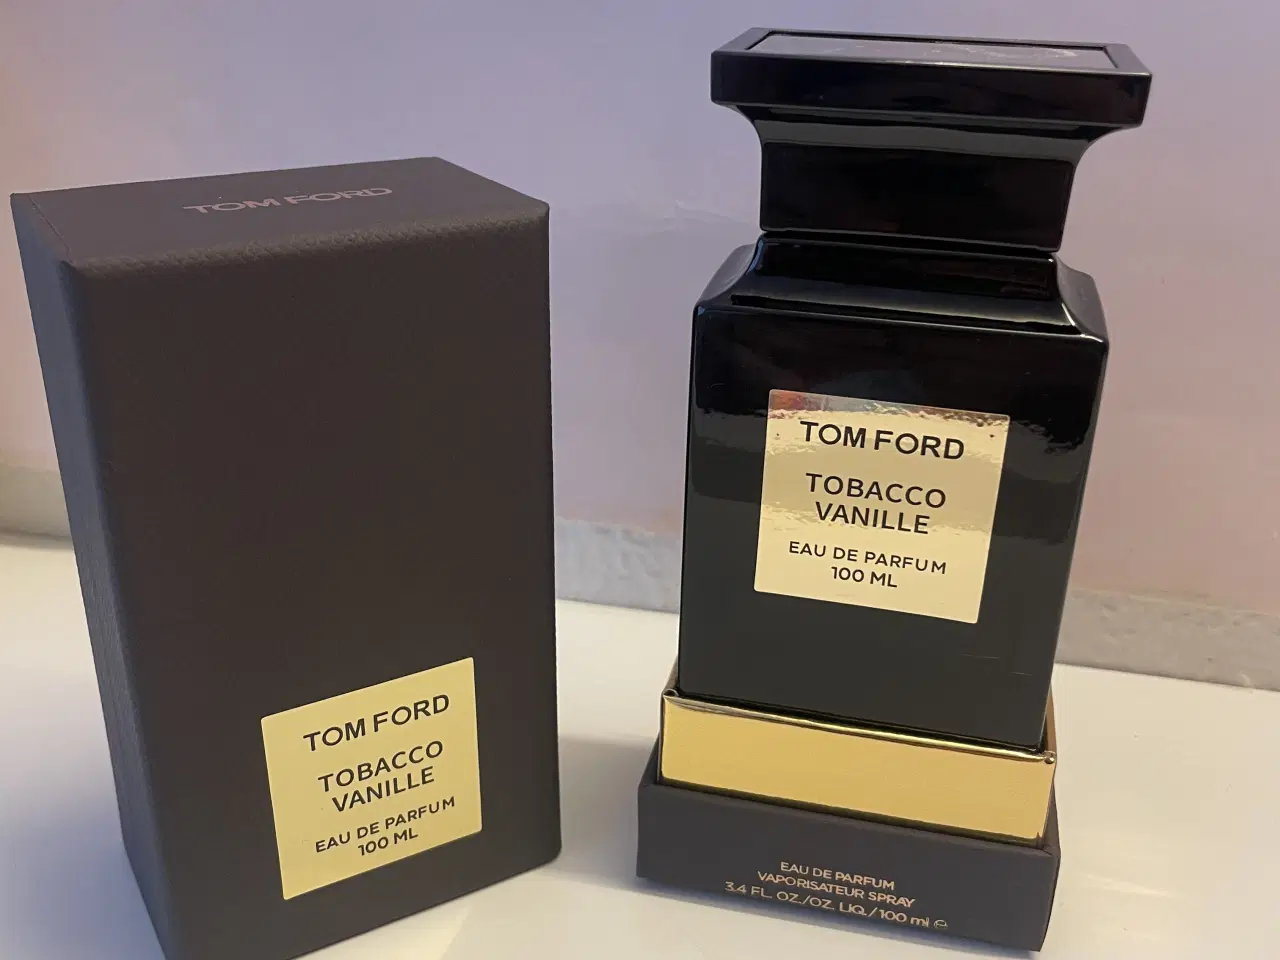 TOM FORD
TOM FORD
TOBACCO
VANILLE
EAU DE PARFUM
100 ML
TOM FORD
TOBACCO
VANILLE
EAU DE PARFUM
100 ML
EAU DE PARFUM
VAPORISATEUR SPRAY
3.4 FL. OZ./OZ. LIQ. / 100 ml ℮